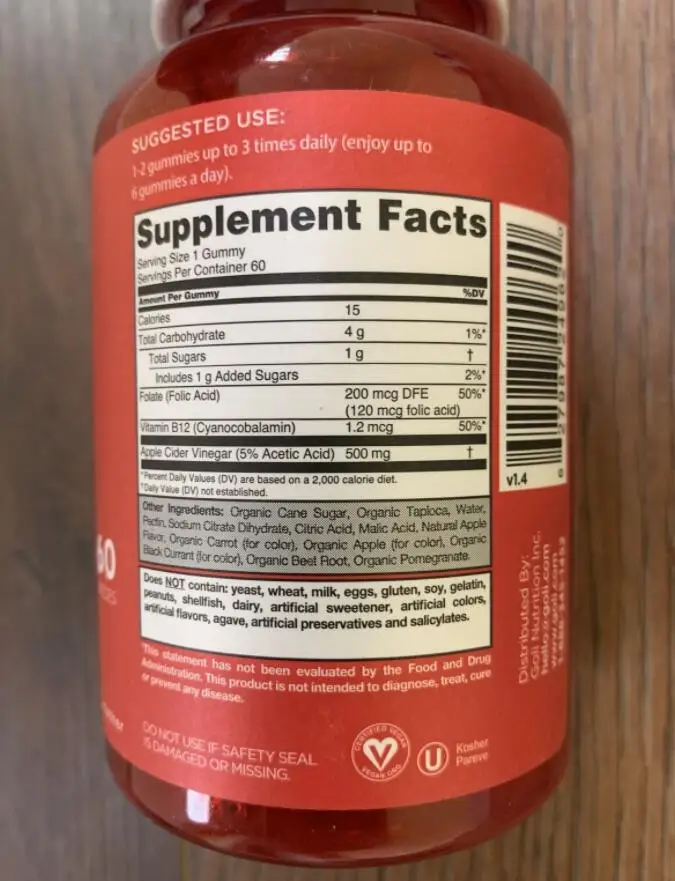 SUGGESTED USE:
1-2 gummies up to 3 times daily (enjoy up to
6 gummies a day).
Supplement Facts
Serving Size 1 Gummy
Servings Per Container 60
Amount Per Gummy %DV
Calories 15
Total Carbohydrate 4 g 1%*
Total Sugars 1 g †
Includes 1 g Added Sugars 2%*
Folate (Folic Acid) 200 mcg DFE 50%*
(120 mcg folic acid)
Vitamin B12 (Cyanocobalamin) 1.2 mcg 50%*
Apple Cider Vinegar (5% Acetic Acid) 500 mg †
*Percent Daily Values (DV) are based on a 2,000 calorie diet.
†Daily Value (DV) not established.
Other Ingredients: Organic Cane Sugar, Organic Tapioca, Water,
Pectin, Sodium Citrate Dihydrate, Citric Acid, Malic Acid, Natural Apple
Flavor, Organic Carrot (for color), Organic Apple (for color), Organic
Black Currant (for color), Organic Beet Root, Organic Pomegranate.
Does NOT contain: yeast, wheat, milk, eggs, gluten, soy, gelatin,
peanuts, shellfish, dairy, artificial sweetener, artificial colors,
artificial flavors, agave, artificial preservatives and salicylates.
*This statement has not been evaluated by the Food and Drug
Administration. This product is not intended to diagnose, treat, cure
or prevent any disease.
DO NOT USE IF SAFETY SEAL
IS DAMAGED OR MISSING.
CERTIFIED VEGAN
VEGAN.ORG
U
Kosher
Pareve
v1.4
60
Distributed By:
Goli Nutrition Inc.
hello@goli.com
www.goli.com